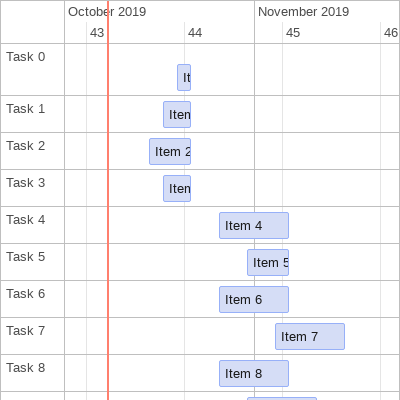 October 2019 November 2019
43 44 45 46
Task 0
It
Task 1 Item
Task 2 Item 2
Task 3 Item
Task 4 Item 4
Task 5 Item 5
Task 6 Item 6
Task 7 Item 7
Task 8 Item 8